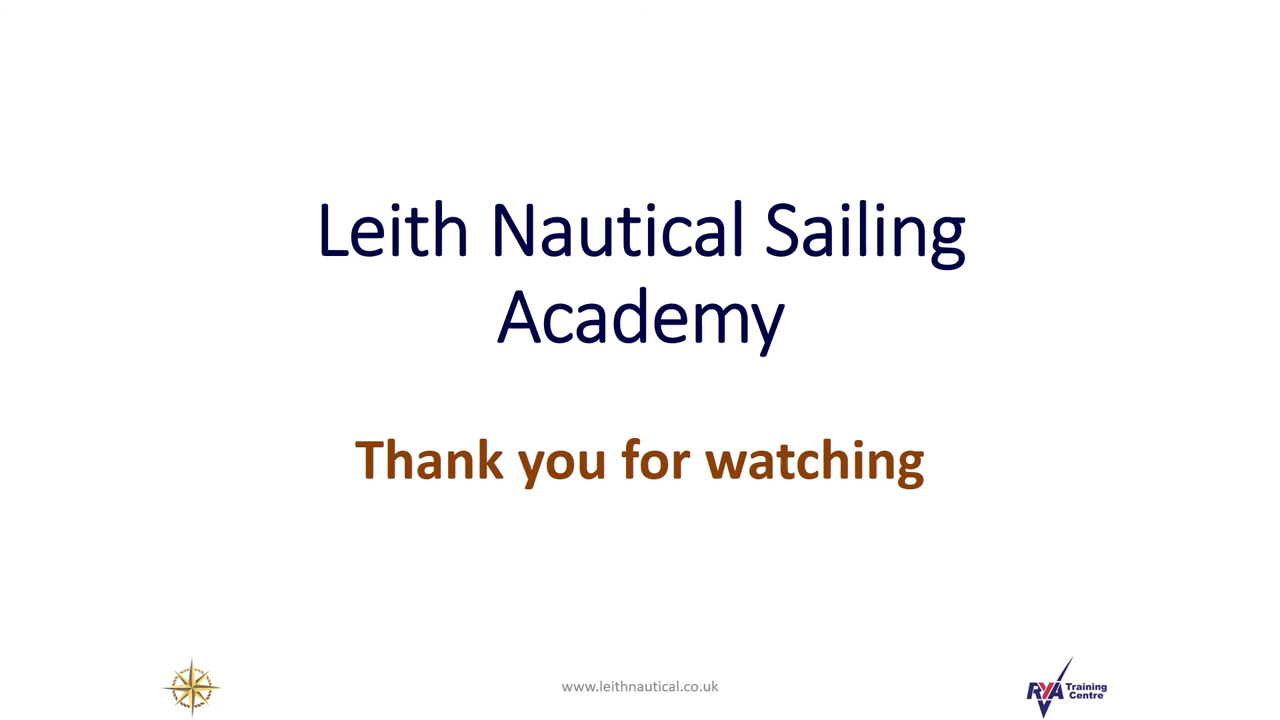 Leith Nautical Sailing
Academy
Thank you for watching
www.leithnautical.co.uk
RYA Training
Centre